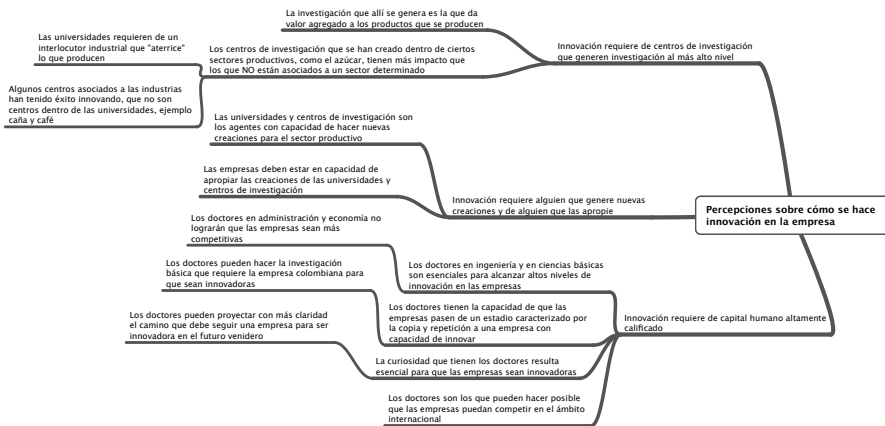 La investigación que allí se genera es la que da
valor agregado a los productos que se producen
Las universidades requieren de un
interlocutor industrial que "aterrice"
lo que producen
Los centros de investigación que se han creado dentro de ciertos
sectores productivos, como el azúcar, tienen más impacto que
los que NO están asociados a un sector determinado
Innovación requiere de centros de investigación
que generen investigación al más alto nivel
Algunos centros asociados a las industrias
han tenido éxito innovando, que no son
centros dentro de las universidades, ejemplo
caña y café
Las universidades y centros de investigación son
los agentes con capacidad de hacer nuevas
creaciones para el sector productivo
Las empresas deben estar en capacidad de
apropiar las creaciones de las universidades y
centros de investigación
Innovación requiere alguien que genere nuevas
creaciones y de alguien que las apropie
Percepciones sobre cómo se hace
innovación en la empresa
Los doctores en administración y economía no
lograrán que las empresas sean más
competitivas
Los doctores en ingeniería y en ciencias básicas
son esenciales para alcanzar altos niveles de
innovación en las empresas
Los doctores pueden hacer la investigación
básica que requiere la empresa colombiana para
que sean innovadoras
Los doctores tienen la capacidad de que las
empresas pasen de un estadio caracterizado por
la copia y repetición a una empresa con
capacidad de innovar
Innovación requiere de capital humano altamente
calificado
Los doctores pueden proyectar con más claridad
el camino que debe seguir una empresa para ser
innovadora en el futuro venidero
La curiosidad que tienen los doctores resulta
esencial para que las empresas sean innovadoras
Los doctores son los que pueden hacer posible
que las empresas puedan competir en el ámbito
internacional